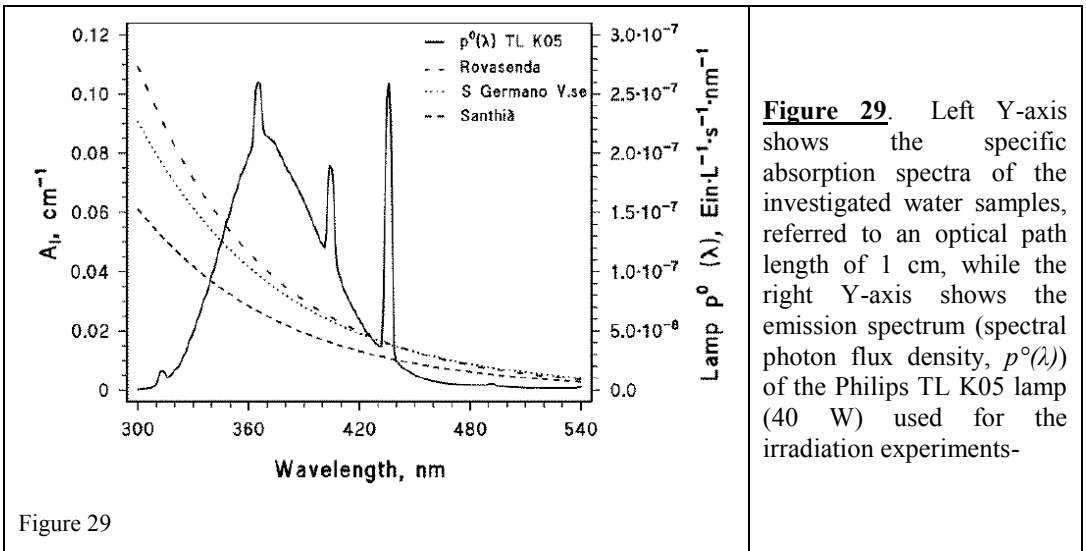 0.12
0.10
0.08
0.06
0.04
0.02
0
A₁, cm⁻¹
300
360
420
480
540
Wavelength, nm
p⁰(λ) TL K05
Rovasenda
S Germano V.se
Santhià
3.0·10⁻⁷
2.5·10⁻⁷
2.0·10⁻⁷
1.5·10⁻⁷
1.0·10⁻⁷
5.0·10⁻⁸
0.0
Lamp p⁰ (λ), Ein·L⁻¹·s⁻¹·nm⁻¹
Figure 29
Figure 29. Left Y-axis
shows the specific
absorption spectra of the
investigated water samples,
referred to an optical path
length of 1 cm, while the
right Y-axis shows the
emission spectrum (spectral
photon flux density, p°(λ))
of the Philips TL K05 lamp
(40 W) used for the
irradiation experiments-